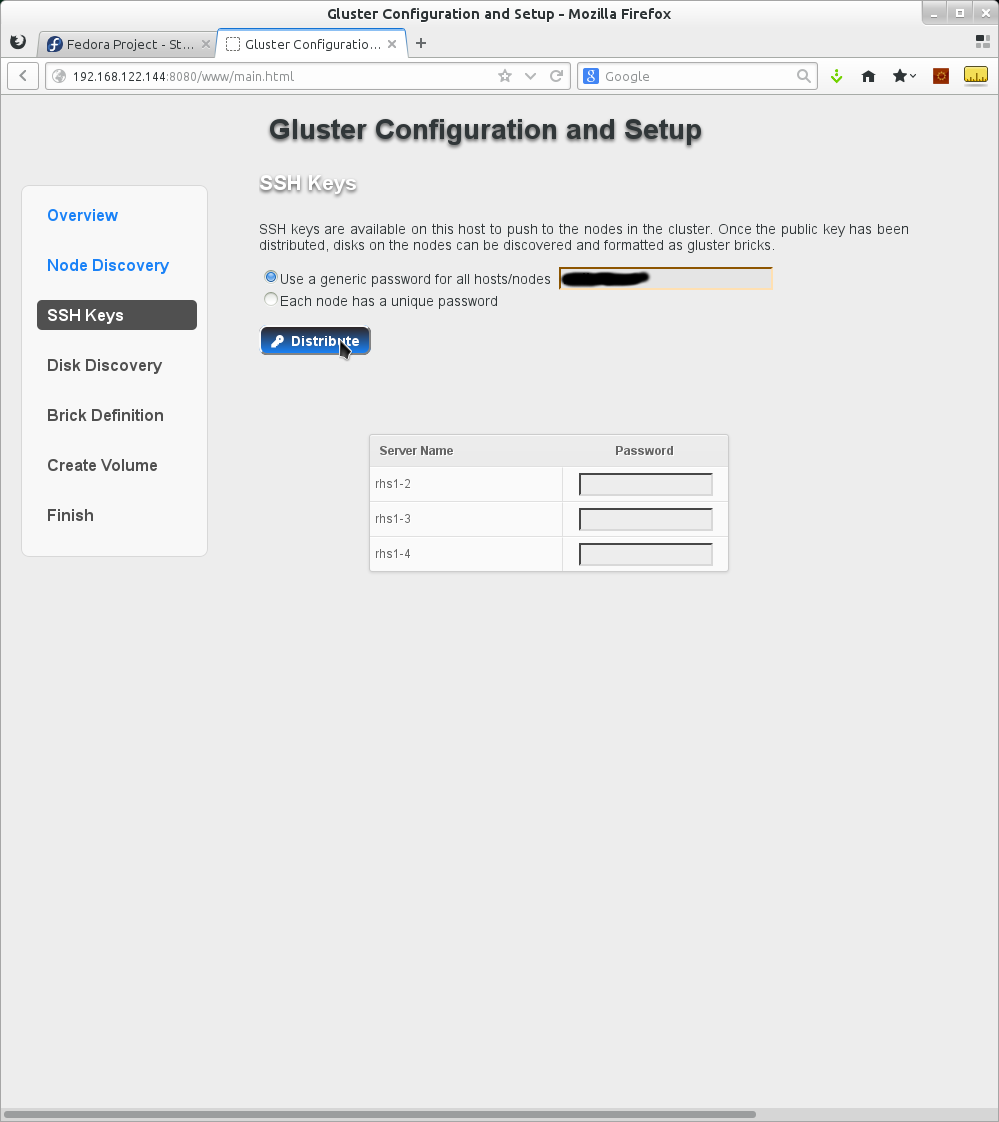 Gluster Configuration and Setup - Mozilla Firefox
Fedora Project - St...
Gluster Configuratio...
192.168.122.144:8080/www/main.html
Google
Gluster Configuration and Setup
Overview
Node Discovery
SSH Keys
Disk Discovery
Brick Definition
Create Volume
Finish
SSH Keys
SSH keys are available on this host to push to the nodes in the cluster. Once the public key has been
distributed, disks on the nodes can be discovered and formatted as gluster bricks.
Use a generic password for all hosts/nodes
Each node has a unique password
Distribute
Server Name Password
rhs1-2
rhs1-3
rhs1-4